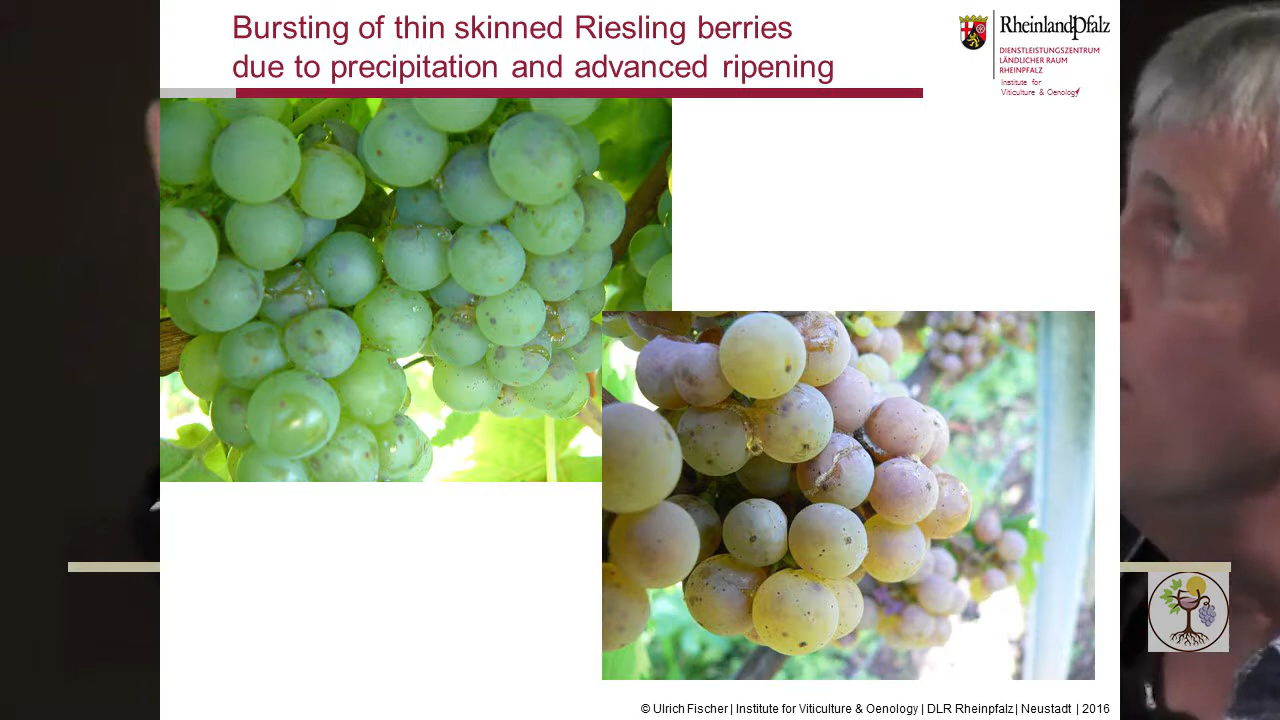 Bursting of thin skinned Riesling berries
due to precipitation and advanced ripening
RheinlandPfalz
DIENSTLEISTUNGSZENTRUM
LÄNDLICHER RAUM
RHEINPFALZ
Institute for
Viticulture & Oenology
© Ulrich Fischer | Institute for Viticulture & Oenology | DLR Rheinpfalz | Neustadt | 2016